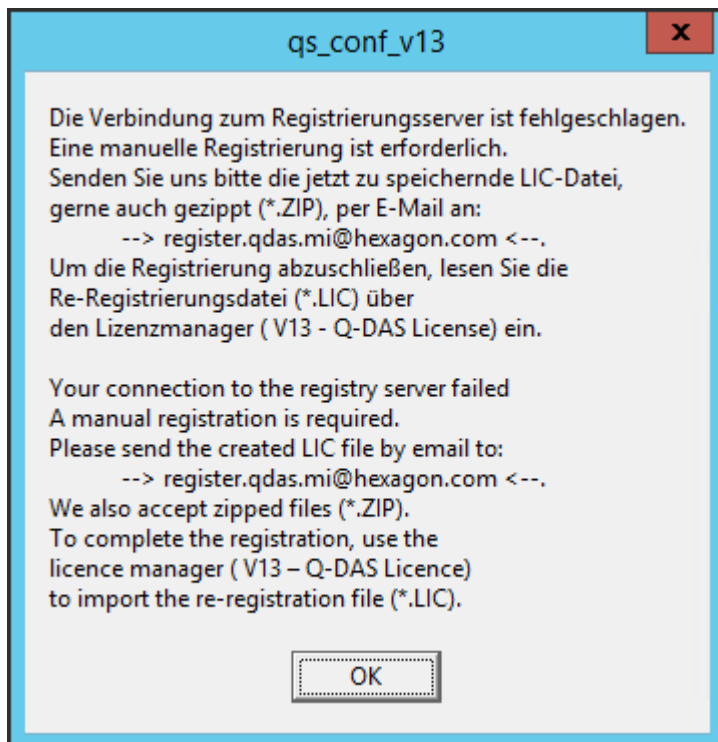 qs_conf_v13
x
Die Verbindung zum Registrierungsserver ist fehlgeschlagen.
Eine manuelle Registrierung ist erforderlich.
Senden Sie uns bitte die jetzt zu speichernde LIC-Datei,
gerne auch gezippt (*.ZIP), per E-Mail an:
--> register.qdas.mi@hexagon.com <--.
Um die Registrierung abzuschließen, lesen Sie die
Re-Registrierungsdatei (*.LIC) über
den Lizenzmanager ( V13 - Q-DAS License) ein.
Your connection to the registry server failed
A manual registration is required.
Please send the created LIC file by email to:
--> register.qdas.mi@hexagon.com <--.
We also accept zipped files (*.ZIP).
To complete the registration, use the
licence manager ( V13 – Q-DAS Licence)
to import the re-registration file (*.LIC).
OK